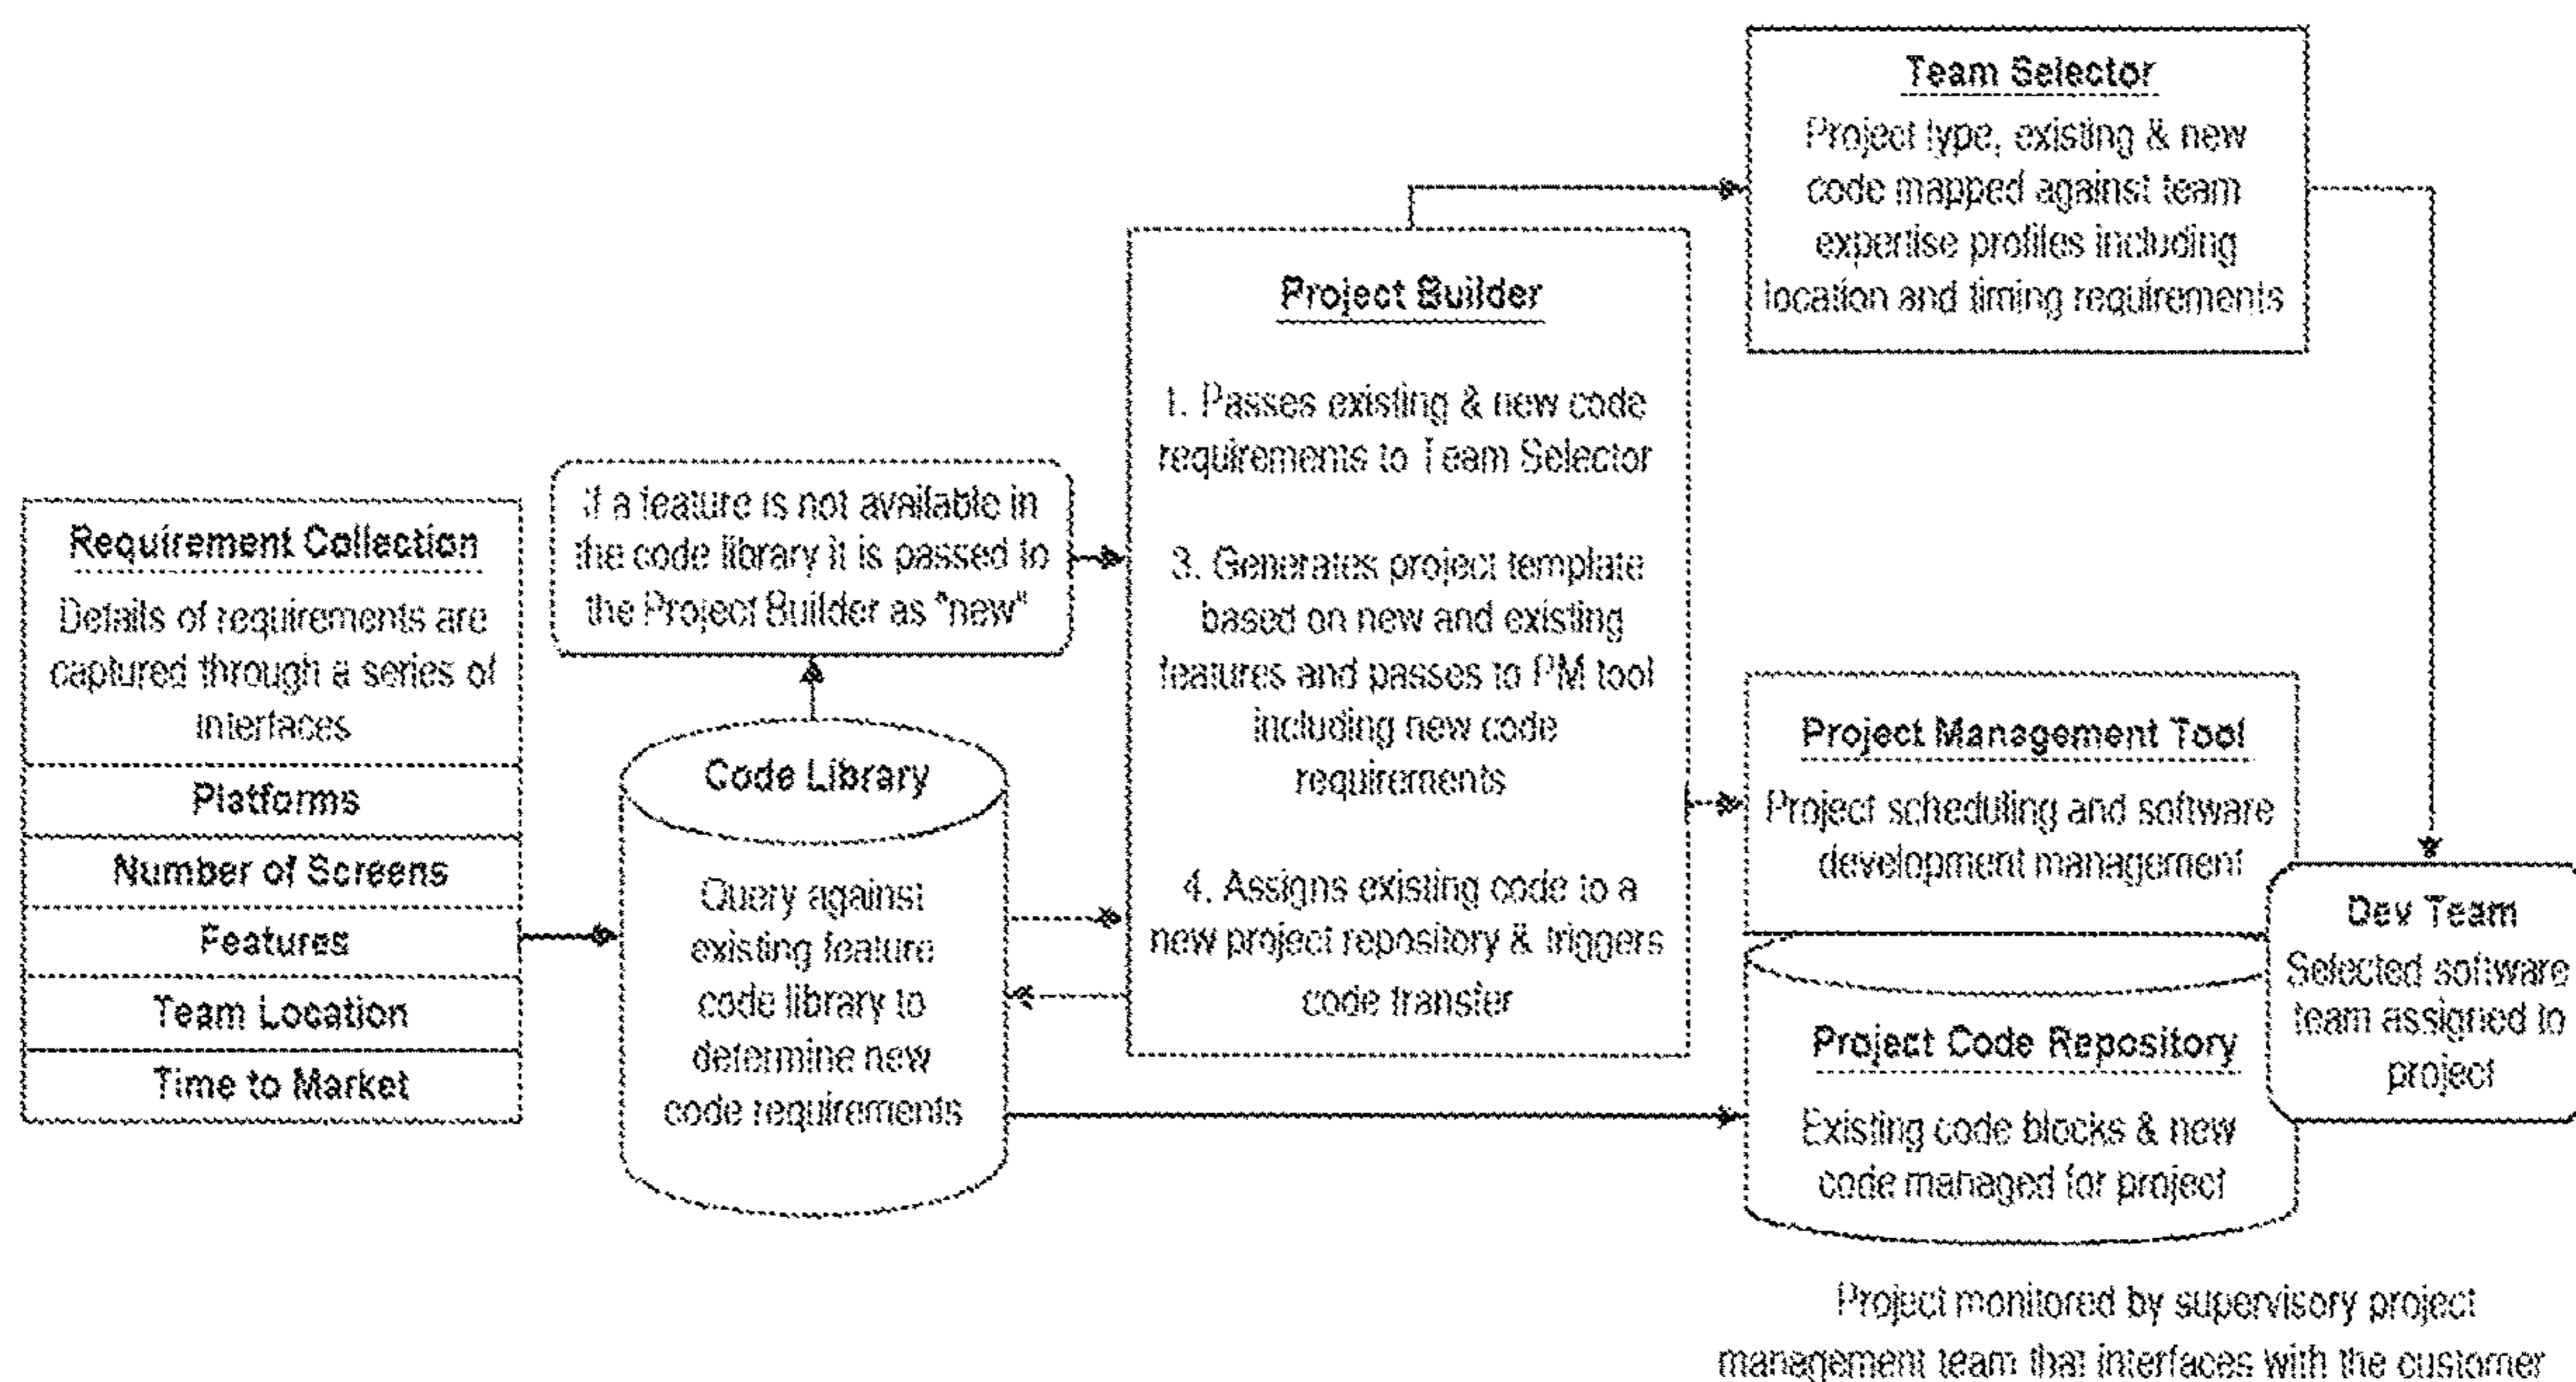 Requirement Collection
Details of requirements are
captured through a series of
interfaces
Platforms
Number of Screens
Features
Team Location
Time to Market
If a feature is not available in
the code library it is passed to
the Project Builder as "new"
Code Library
Query against
existing feature
code library to
determine new
code requirements
Project Builder
1. Passes existing & new code
requirements to Team Selector
3. Generates project template
based on new and existing
features and passes to PM tool
including new code
requirements
4. Assigns existing code to a
new project repository & triggers
code transfer
Team Selector
Project type, existing & new
code mapped against team
expertise profiles including
location and timing requirements
Project Management Tool
Project scheduling and software
development management
Project Code Repository
Existing code blocks & new
code managed for project
Dev Team
Selected software
team assigned to
project
Project monitored by supervisory project
management team that interfaces with the customer